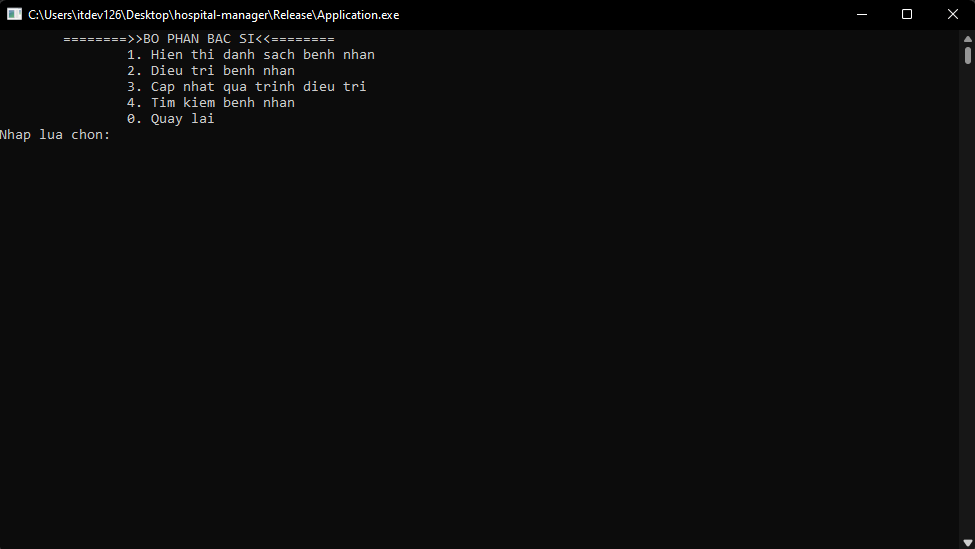 C:\Users\itdev126\Desktop\hospital-manager\Release\Application.exe
========>>BO PHAN BAC SI<<========
1. Hien thi danh sach benh nhan
2. Dieu tri benh nhan
3. Cap nhat qua trinh dieu tri
4. Tim kiem benh nhan
0. Quay lai
Nhap lua chon: